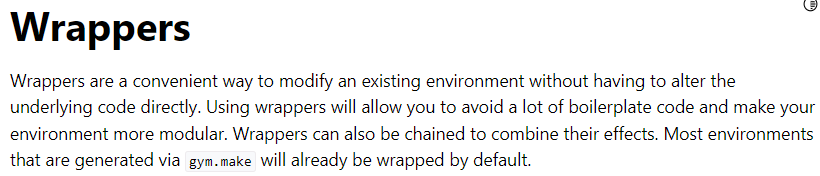 Wrappers
Wrappers are a convenient way to modify an existing environment without having to alter the
underlying code directly. Using wrappers will allow you to avoid a lot of boilerplate code and make your
environment more modular. Wrappers can also be chained to combine their effects. Most environments
that are generated via gym.make will already be wrapped by default.